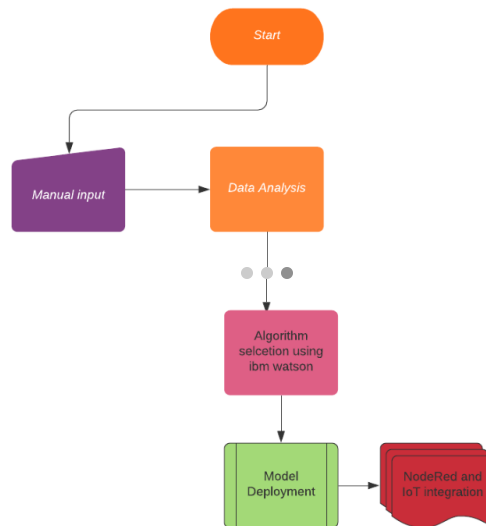 Start
Manual input
Data Analysis
Algorithm
selcetion using
ibm watson
Model
Deployment
NodeRed and
IoT integration